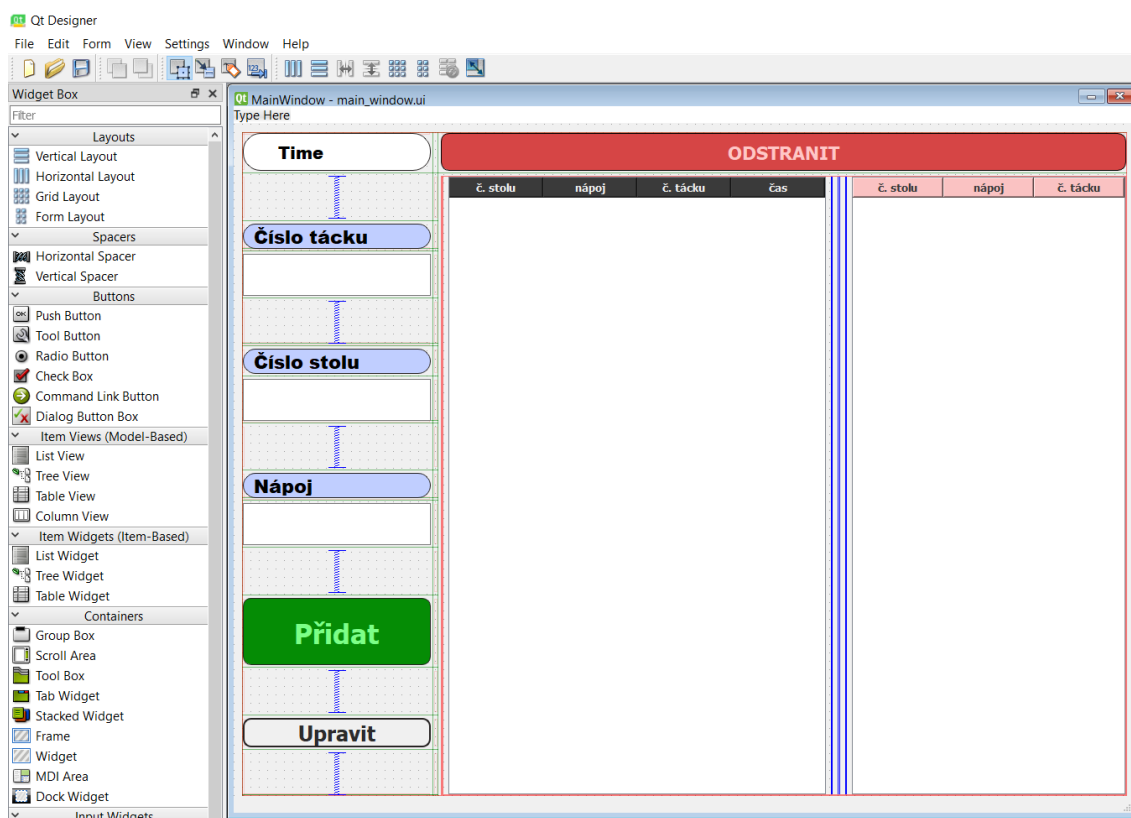 Qt Designer
File Edit Form View Settings Window Help
Widget Box
Filter
Layouts
Vertical Layout
Horizontal Layout
Grid Layout
Form Layout
Spacers
Horizontal Spacer
Vertical Spacer
Buttons
Push Button
Tool Button
Radio Button
Check Box
Command Link Button
Dialog Button Box
Item Views (Model-Based)
List View
Tree View
Table View
Column View
Item Widgets (Item-Based)
List Widget
Tree Widget
Table Widget
Containers
Group Box
Scroll Area
Tool Box
Tab Widget
Stacked Widget
Frame
Widget
MDI Area
Dock Widget
Input Widgets
MainWindow - main_window.ui
Type Here
Time
Číslo tácku
Číslo stolu
Nápoj
Přidat
Upravit
ODSTRANIT
č. stolu nápoj č. tácku čas
č. stolu nápoj č. tácku